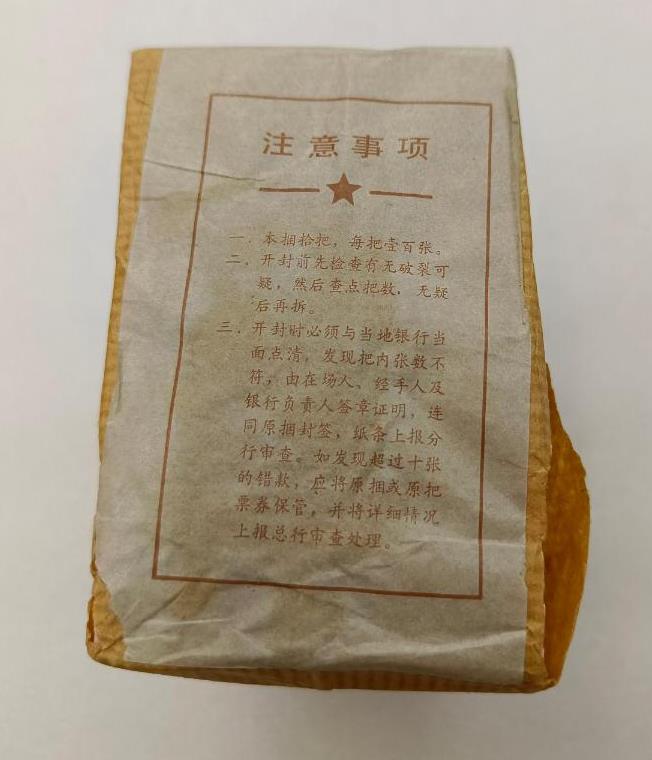 注意事项
一．本捆拾把，每把壹百张。
二．开封前先检查有无破裂可
疑，然后查点把数，无疑
后再拆。
三．开封时必须与当地银行当
面点清，发现把内张数不
符，由在场人、经手人及
银行负责人签章证明，连
同原捆封签，纸条上报分
行审查。如发现超过十张
的错款，应将原捆或原把
票券保管，并将详细情况
上报总行审查处理。